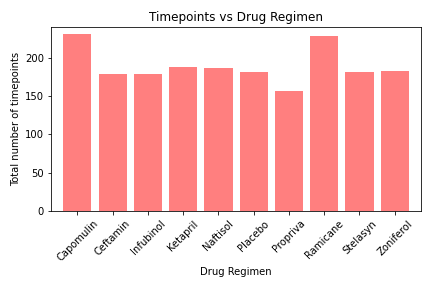 Timepoints vs Drug Regimen
Total number of timepoints
200
150
100
50
0
Capomulin
Ceftamin
Infubinol
Ketapril
Naftisol
Placebo
Propriva
Ramicane
Stelasyn
Zoniferol
Drug Regimen